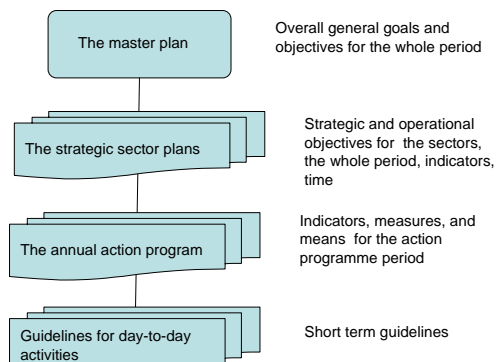 The master plan
Overall general goals and
objectives for the whole period
The strategic sector plans
Strategic and operational
objectives for the sectors,
the whole period, indicators,
time
The annual action program
Indicators, measures, and
means for the action
programme period
Guidelines for day-to-day
activities
Short term guidelines